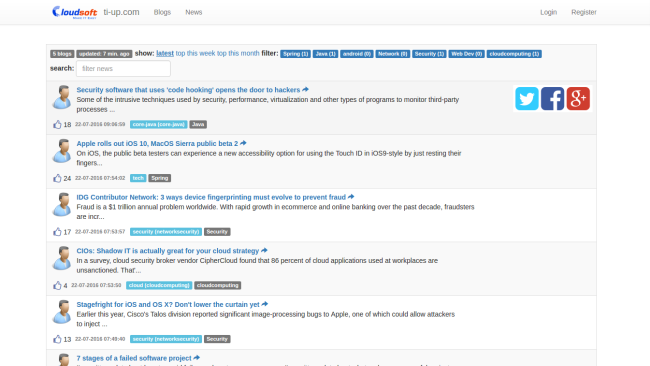 Cloudsoft ti-up.com Blogs News Login Register
5 blogs updated: 7 min. ago show: latest top this week top this month filter: Spring (1) Java (1) android (0) Network (0) Security (1) Web Dev (0) cloudcomputing (1)
search: filter news
Security software that uses 'code hooking' opens the door to hackers
Some of the intrusive techniques used by security, performance, virtualization and other types of programs to monitor third-party
processes ...
18 22-07-2016 09:06:59 core-java (core-java) Java
Apple rolls out iOS 10, MacOS Sierra public beta 2
On iOS, the public beta testers can experience a new accessibility option for using the Touch ID in iOS9-style by just resting their
fingers...
24 22-07-2016 07:54:02 tech Spring
IDG Contributor Network: 3 ways device fingerprinting must evolve to prevent fraud
Fraud is a $1 trillion annual problem worldwide. With rapid growth in ecommerce and online banking over the past decade, fraudsters
are incr...
17 22-07-2016 07:53:57 security (networksecurity) Security
CIOs: Shadow IT is actually great for your cloud strategy
In a survey, cloud security broker vendor CipherCloud found that 86 percent of cloud applications used at workplaces are
unsanctioned. That'...
4 22-07-2016 07:53:50 cloud (cloudcomputing) cloudcomputing
Stagefright for iOS and OS X? Don't lower the curtain yet
Earlier this year, Cisco's Talos division reported significant image-processing bugs to Apple, one of which could allow attackers
to inject ...
13 22-07-2016 07:49:40 security (networksecurity) Security
7 stages of a failed software project